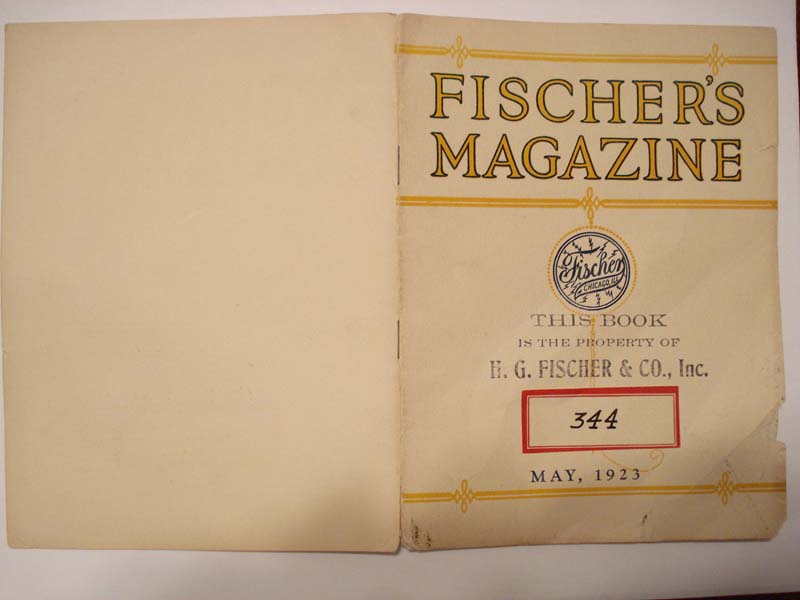 FISCHER'S
MAGAZINE
Fischer
CHICAGO, ILL.
THIS BOOK
IS THE PROPERTY OF
H. G. FISCHER & CO., Inc.
344
MAY, 1923